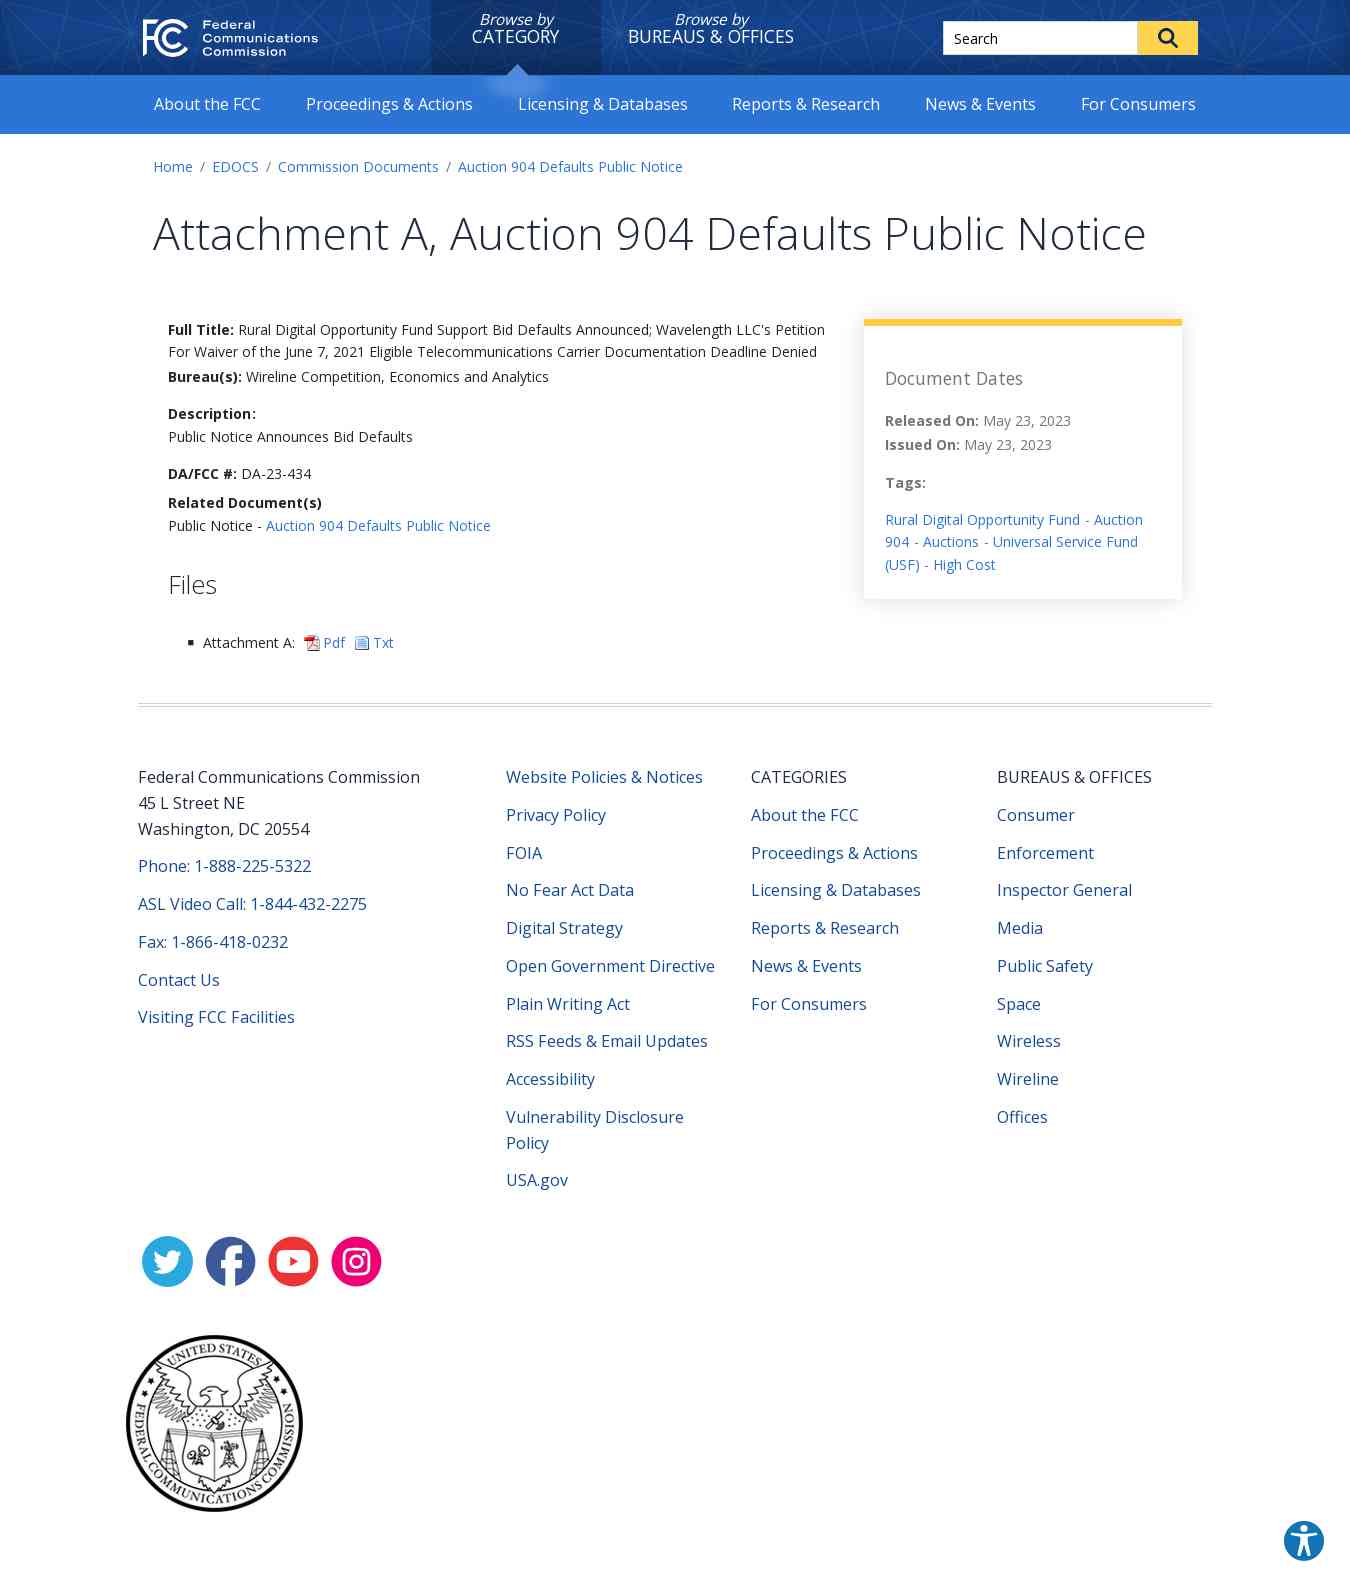 FCC Federal
Communications
Commission
Browse by
CATEGORY
Browse by
BUREAUS & OFFICES
Search
About the FCC
Proceedings & Actions
Licensing & Databases
Reports & Research
News & Events
For Consumers
Home / EDOCS / Commission Documents / Auction 904 Defaults Public Notice
Attachment A, Auction 904 Defaults Public Notice
Full Title: Rural Digital Opportunity Fund Support Bid Defaults Announced; Wavelength LLC's Petition
For Waiver of the June 7, 2021 Eligible Telecommunications Carrier Documentation Deadline Denied
Bureau(s): Wireline Competition, Economics and Analytics
Description:
Public Notice Announces Bid Defaults
DA/FCC #: DA-23-434
Related Document(s)
Public Notice - Auction 904 Defaults Public Notice
Files
Attachment A: Pdf Txt
Document Dates
Released On: May 23, 2023
Issued On: May 23, 2023
Tags:
Rural Digital Opportunity Fund - Auction
904 - Auctions - Universal Service Fund
(USF) - High Cost
Federal Communications Commission
45 L Street NE
Washington, DC 20554
Phone: 1-888-225-5322
ASL Video Call: 1-844-432-2275
Fax: 1-866-418-0232
Contact Us
Visiting FCC Facilities
Website Policies & Notices
Privacy Policy
FOIA
No Fear Act Data
Digital Strategy
Open Government Directive
Plain Writing Act
RSS Feeds & Email Updates
Accessibility
Vulnerability Disclosure
Policy
USA.gov
CATEGORIES
About the FCC
Proceedings & Actions
Licensing & Databases
Reports & Research
News & Events
For Consumers
BUREAUS & OFFICES
Consumer
Enforcement
Inspector General
Media
Public Safety
Space
Wireless
Wireline
Offices
UNITED STATES
FEDERAL COMMUNICATIONS COMMISSION